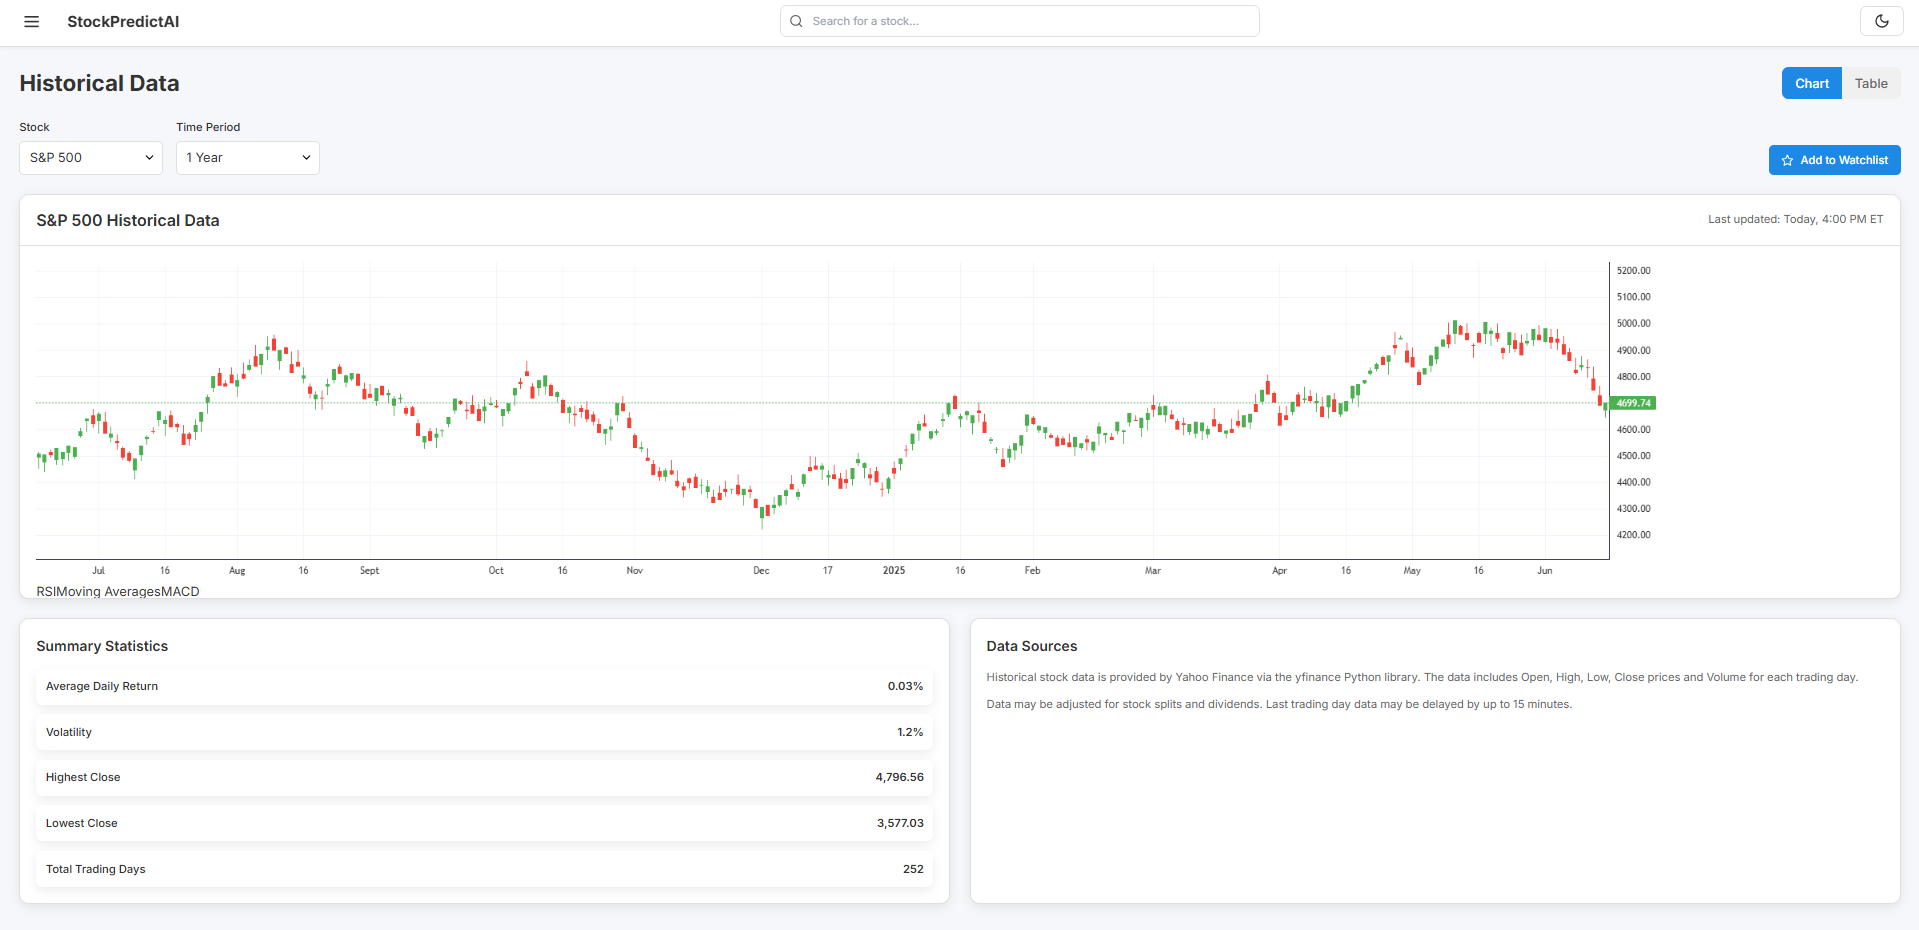 StockPredictAI
Search for a stock...
Historical Data
Chart Table
Stock Time Period
S&P 500 1 Year
Add to Watchlist
S&P 500 Historical Data
Last updated: Today, 4:00 PM ET
5200.00
5100.00
5000.00
4900.00
4800.00
4699.74
4600.00
4500.00
4400.00
4300.00
4200.00
Jul 16 Aug 16 Sept Oct 16 Nov Dec 17 2025 16 Feb Mar Apr 16 May 16 Jun
RSIMoving AveragesMACD
Summary Statistics
Average Daily Return 0.03%
Volatility 1.2%
Highest Close 4,796.56
Lowest Close 3,577.03
Total Trading Days 252
Data Sources
Historical stock data is provided by Yahoo Finance via the yfinance Python library. The data includes Open, High, Low, Close prices and Volume for each trading day.
Data may be adjusted for stock splits and dividends. Last trading day data may be delayed by up to 15 minutes.